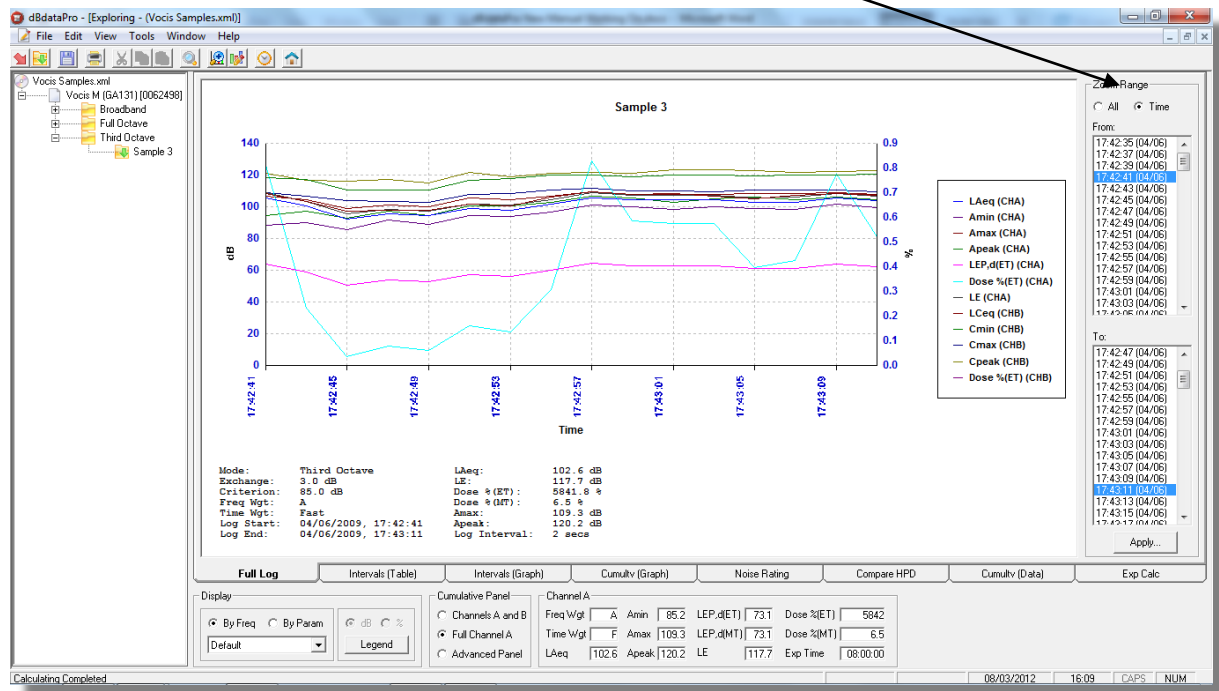 dBdataPro - [Exploring - (Vocis Samples.xml)]
File Edit View Tools Window Help
Vocis Samples.xml
Vocis M (GA131) [0062498]
Broadband
Full Octave
Third Octave
Sample 3
Sample 3
140
120
100
80
60
40
20
0
dB
0.9
0.8
0.7
0.6
0.5
0.4
0.3
0.2
0.1
0.0
%
17:42:41
17:42:45
17:42:49
17:42:53
17:42:57
17:43:01
17:43:05
17:43:09
Time
LAeq (CHA)
Amin (CHA)
Amax (CHA)
Apeak (CHA)
LEP,d(ET) (CHA)
Dose %(ET) (CHA)
LE (CHA)
LCeq (CHB)
Cmin (CHB)
Cmax (CHB)
Cpeak (CHB)
Dose %(ET) (CHB)
Mode: Third Octave LAeq: 102.6 dB
Exchange: 3.0 dB LE: 117.7 dB
Criterion: 85.0 dB Dose %(ET): 5841.8 %
Freq Wgt: A Dose %(MT): 6.5 %
Time Wgt: Fast Amax: 109.3 dB
Log Start: 04/06/2009, 17:42:41 Apeak: 120.2 dB
Log End: 04/06/2009, 17:43:11 Log Interval: 2 secs
Zoom Range
All Time
From:
17:42:35 (04/06)
17:42:37 (04/06)
17:42:39 (04/06)
17:42:41 (04/06)
17:42:43 (04/06)
17:42:45 (04/06)
17:42:47 (04/06)
17:42:49 (04/06)
17:42:51 (04/06)
17:42:53 (04/06)
17:42:55 (04/06)
17:42:57 (04/06)
17:42:59 (04/06)
17:43:01 (04/06)
17:43:03 (04/06)
17:43:05 (04/06)
To:
17:42:47 (04/06)
17:42:49 (04/06)
17:42:51 (04/06)
17:42:53 (04/06)
17:42:55 (04/06)
17:42:57 (04/06)
17:42:59 (04/06)
17:43:01 (04/06)
17:43:03 (04/06)
17:43:05 (04/06)
17:43:07 (04/06)
17:43:09 (04/06)
17:43:11 (04/06)
17:43:13 (04/06)
17:43:15 (04/06)
17:43:17 (04/06)
Apply...
Full Log Intervals (Table) Intervals (Graph) Cumultv (Graph) Noise Rating Compare HPD Cumultv (Data) Exp Calc
Display
By Freq By Param
Default
dB %
Legend
Cumulative Panel
Channels A and B
Full Channel A
Advanced Panel
Channel A
Freq Wgt A Amin 85.2 LEP,d(ET) 73.1 Dose %(ET) 5842
Time Wgt F Amax 109.3 LEP,d(MT) 73.1 Dose %(MT) 6.5
LAeq 102.6 Apeak 120.2 LE 117.7 Exp Time 08:00:00
Calculating Completed 08/03/2012 16:09 CAPS NUM